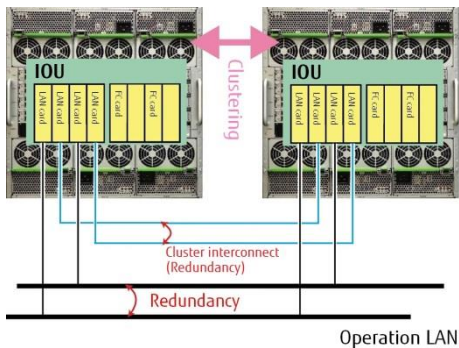 IOU
LAN card
LAN card
LAN card
LAN card
FC card
FC card
Clustering
IOU
LAN card
LAN card
LAN card
LAN card
FC card
FC card
Cluster interconnect
(Redundancy)
Redundancy
Operation LAN